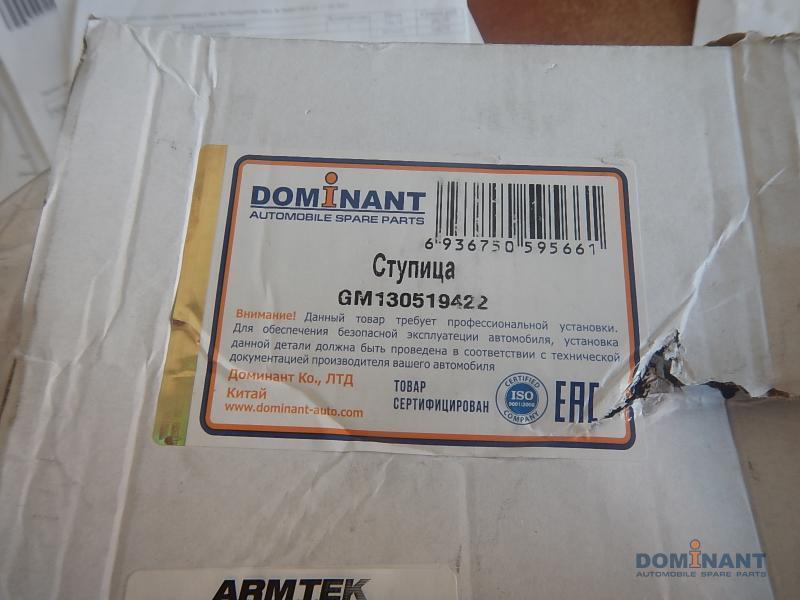 DOMINANT
AUTOMOBILE SPARE PARTS
6 936750 595661
Ступица
GM130519422
Внимание! Данный товар требует профессиональной установки.
Для обеспечения безопасной эксплуатеции автомобиля, установка
данной детали должна быть проведена в соответствии с технической
документацией производителя вашего автомобиля
Доминант Ко., ЛТД
Китай
www.dominant-auto.com
ТОВАР
СЕРТИФИЦИРОВАН
CERTIFIED
ISO
COMPANY
EAC
ARMTEK
DOMINANT
AUTOMOBILE SPARE PARTS